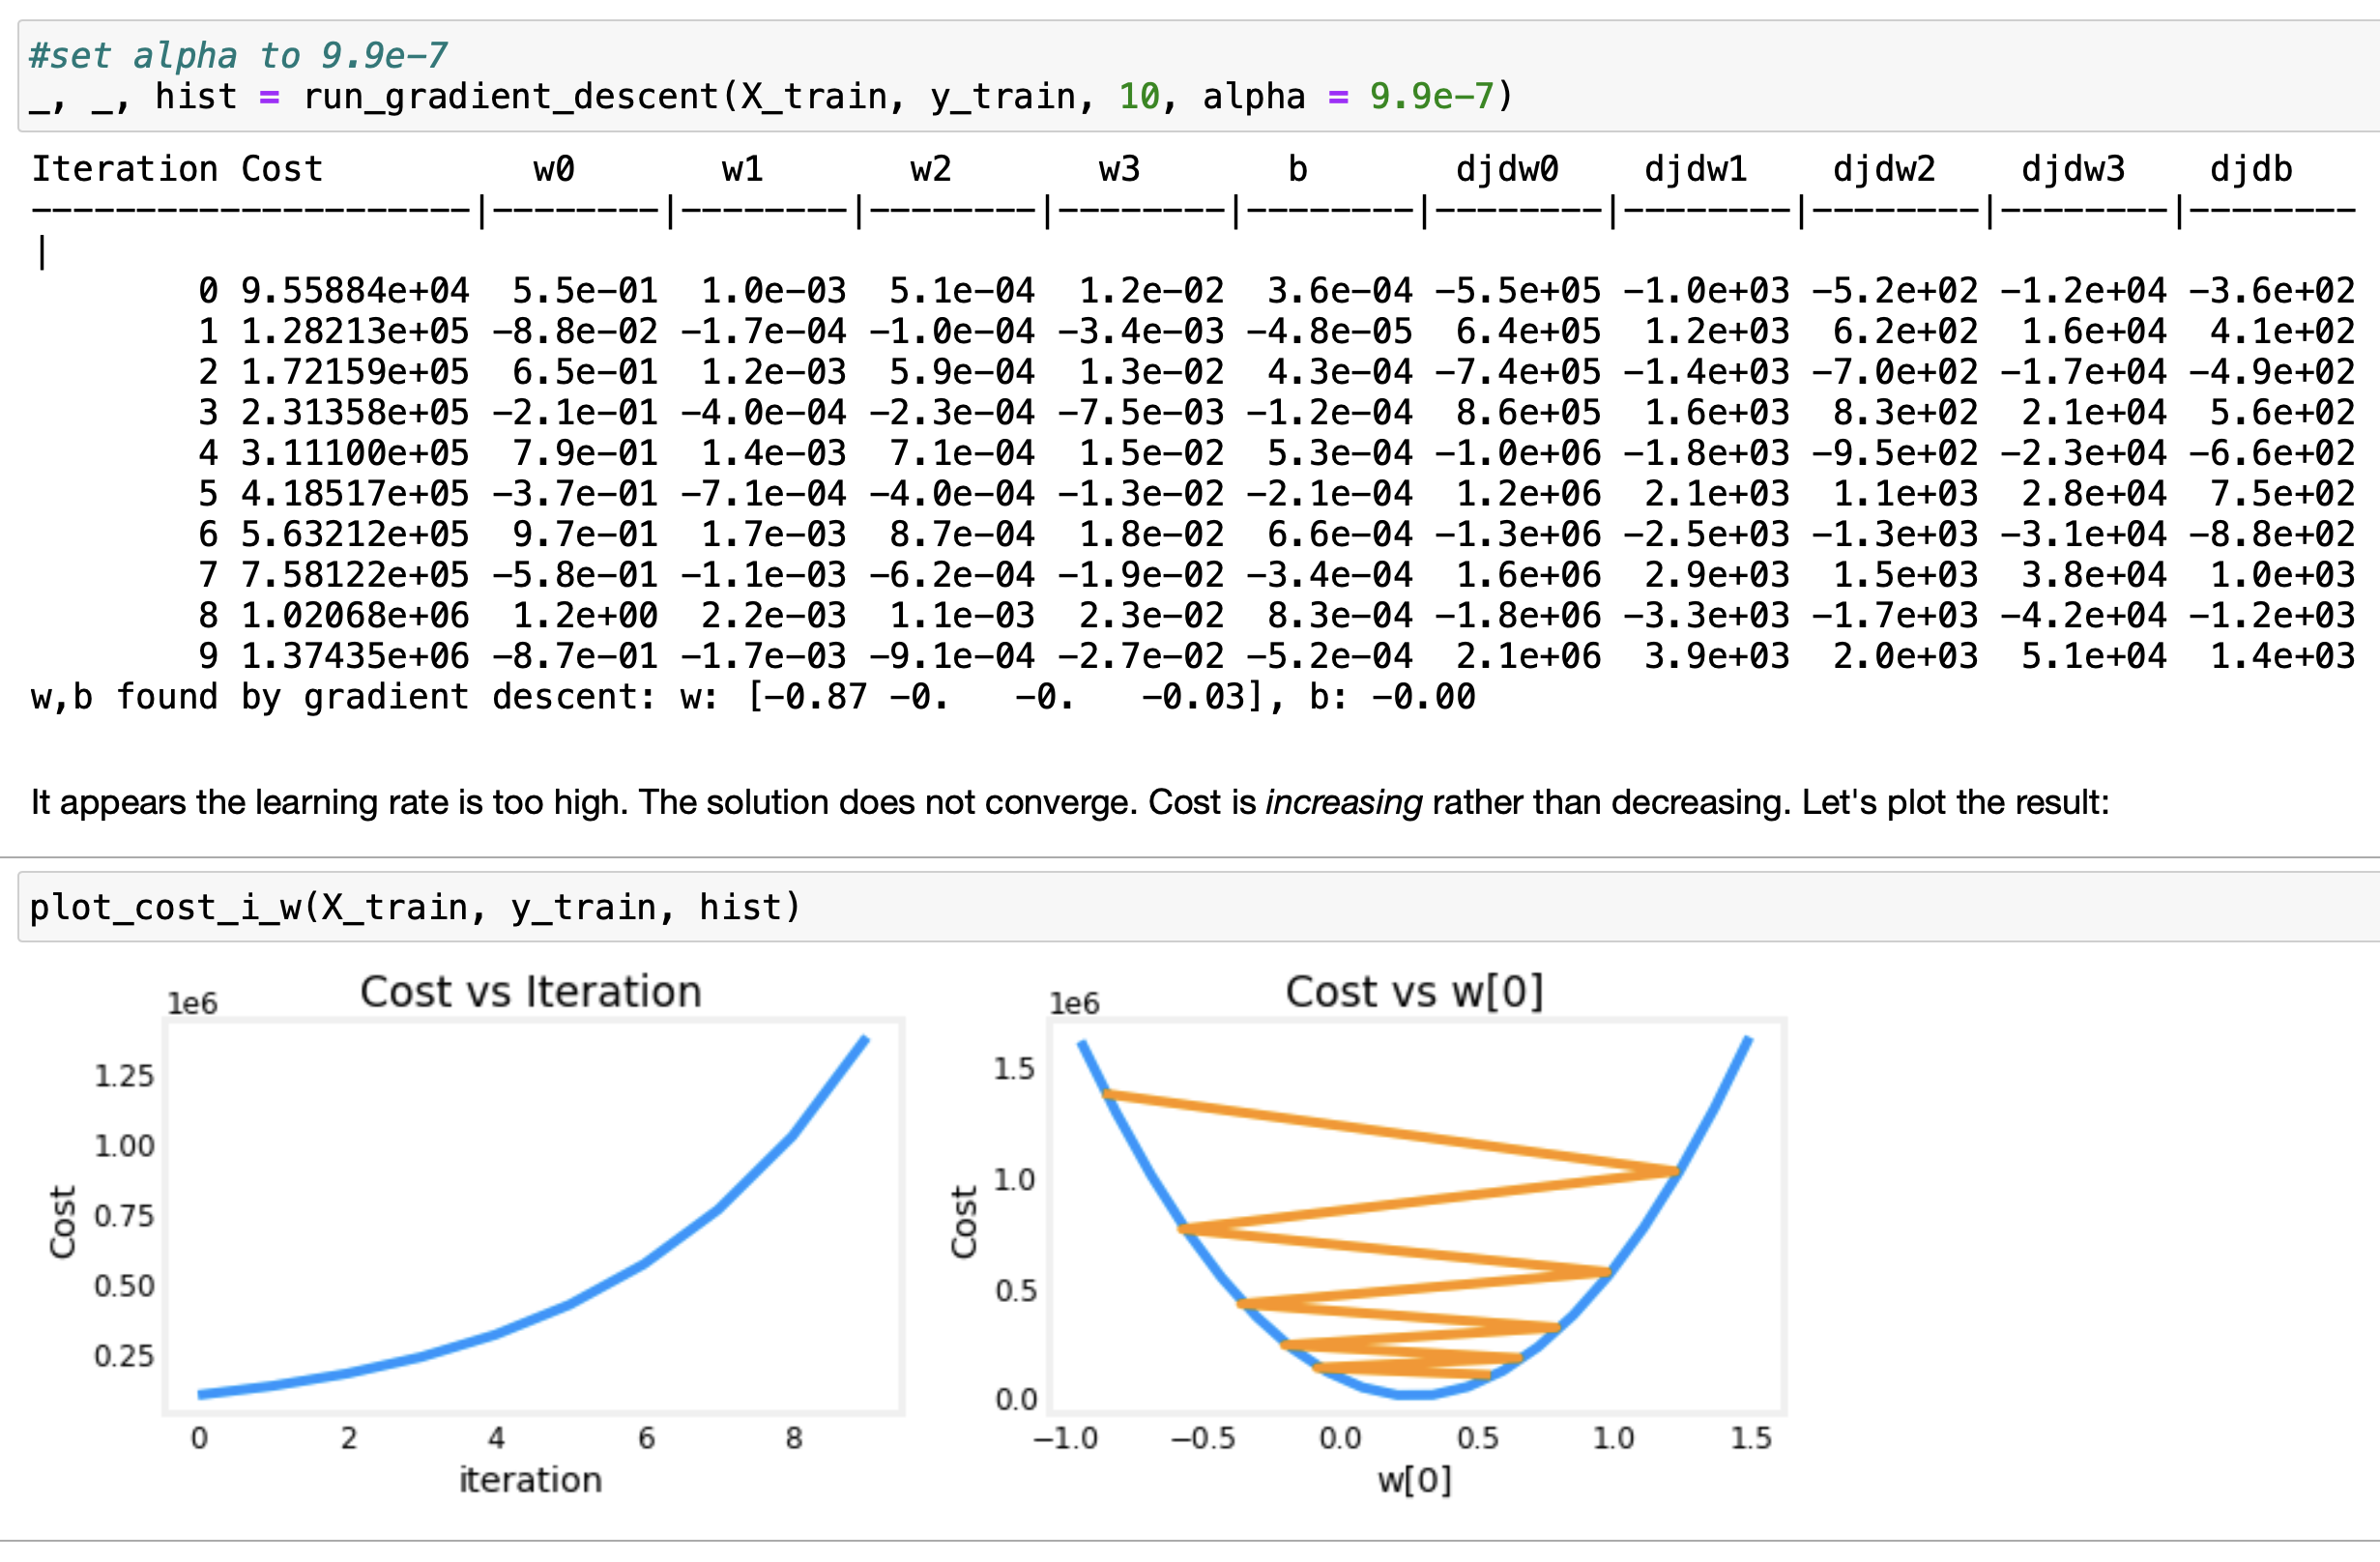 #set alpha to 9.9e-7
_, _, hist = run_gradient_descent(X_train, y_train, 10, alpha = 9.9e-7)
Iteration Cost          w0       w1       w2       w3       b       djdw0    djdw1    djdw2    djdw3    djdb
---------------------|--------|--------|--------|--------|--------|--------|--------|--------|--------|--------
|
        0 9.55884e+04  5.5e-01  1.0e-03  5.1e-04  1.2e-02  3.6e-04 -5.5e+05 -1.0e+03 -5.2e+02 -1.2e+04 -3.6e+02
        1 1.28213e+05 -8.8e-02 -1.7e-04 -1.0e-04 -3.4e-03 -4.8e-05  6.4e+05  1.2e+03  6.2e+02  1.6e+04  4.1e+02
        2 1.72159e+05  6.5e-01  1.2e-03  5.9e-04  1.3e-02  4.3e-04 -7.4e+05 -1.4e+03 -7.0e+02 -1.7e+04 -4.9e+02
        3 2.31358e+05 -2.1e-01 -4.0e-04 -2.3e-04 -7.5e-03 -1.2e-04  8.6e+05  1.6e+03  8.3e+02  2.1e+04  5.6e+02
        4 3.11100e+05  7.9e-01  1.4e-03  7.1e-04  1.5e-02  5.3e-04 -1.0e+06 -1.8e+03 -9.5e+02 -2.3e+04 -6.6e+02
        5 4.18517e+05 -3.7e-01 -7.1e-04 -4.0e-04 -1.3e-02 -2.1e-04  1.2e+06  2.1e+03  1.1e+03  2.8e+04  7.5e+02
        6 5.63212e+05  9.7e-01  1.7e-03  8.7e-04  1.8e-02  6.6e-04 -1.3e+06 -2.5e+03 -1.3e+03 -3.1e+04 -8.8e+02
        7 7.58122e+05 -5.8e-01 -1.1e-03 -6.2e-04 -1.9e-02 -3.4e-04  1.6e+06  2.9e+03  1.5e+03  3.8e+04  1.0e+03
        8 1.02068e+06  1.2e+00  2.2e-03  1.1e-03  2.3e-02  8.3e-04 -1.8e+06 -3.3e+03 -1.7e+03 -4.2e+04 -1.2e+03
        9 1.37435e+06 -8.7e-01 -1.7e-03 -9.1e-04 -2.7e-02 -5.2e-04  2.1e+06  3.9e+03  2.0e+03  5.1e+04  1.4e+03
w,b found by gradient descent: w: [-0.87 -0.   -0.   -0.03], b: -0.00
It appears the learning rate is too high. The solution does not converge. Cost is increasing rather than decreasing. Let's plot the result:
plot_cost_i_w(X_train, y_train, hist)
Cost vs Iteration
1e6
1.25
1.00
0.75
0.50
0.25
Cost
0 2 4 6 8
iteration
Cost vs w[0]
1e6
1.5
1.0
0.5
0.0
Cost
−1.0 −0.5 0.0 0.5 1.0 1.5
w[0]